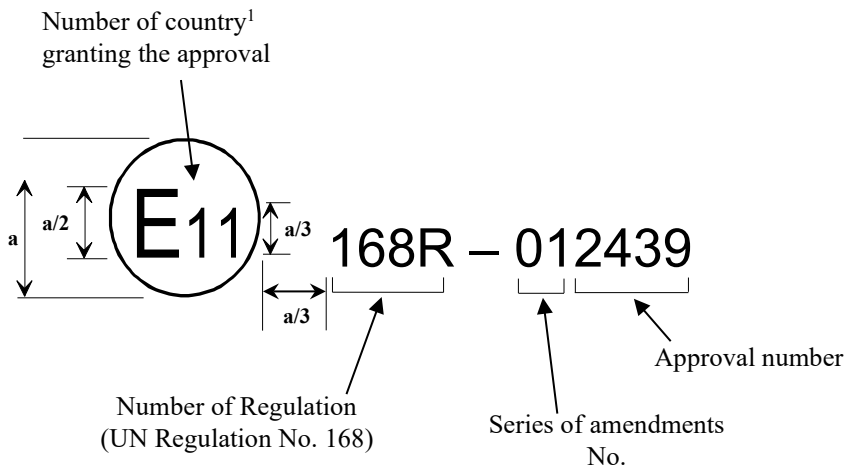 Number of country1
granting the approval
a
a/2
E11
a/3
168R – 012439
a/3
Approval number
Number of Regulation
(UN Regulation No. 168)
Series of amendments
No.